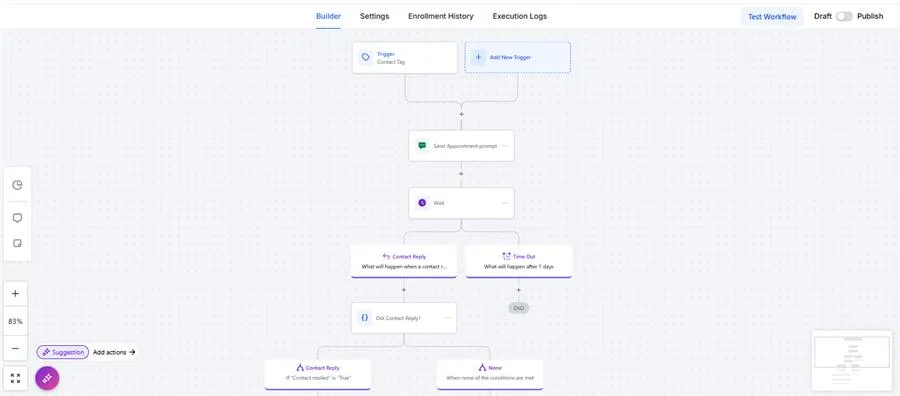 Builder
Settings
Enrollment History
Execution Logs
Test Workflow
Draft
Publish
Trigger
Contact Tag
Add New Trigger
Send Appointment prompt
Wait
Contact Reply
What will happen when a contact r...
Time Out
What will happen after 1 days
END
Did Contact Reply?
83%
Suggestion
Add actions
Contact Reply
If "Contact replied" is "True"
None
When none of the conditions are met